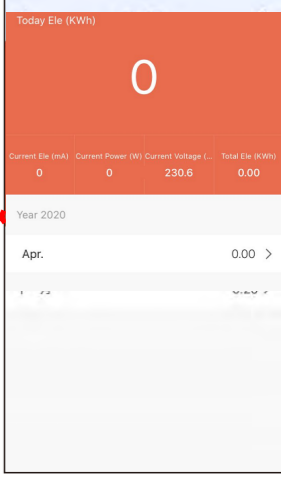 Today Ele (KWh)
0
Current Ele (mA) Current Power (W) Current Voltage (... Total Ele (KWh)
0 0 230.6 0.00
Year 2020
Apr. 0.00 >